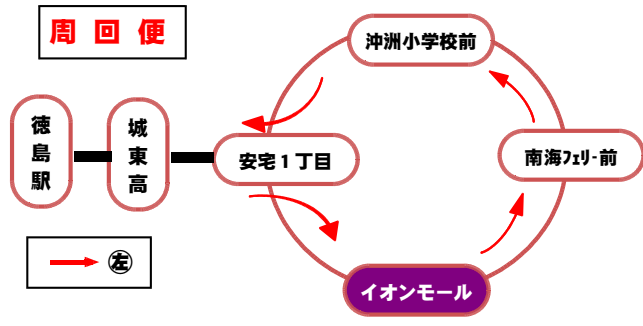 周回便
沖洲小学校前
徳島駅
城東高
安宅1丁目
南海ﾌｪﾘｰ前
㊧
イオンモール